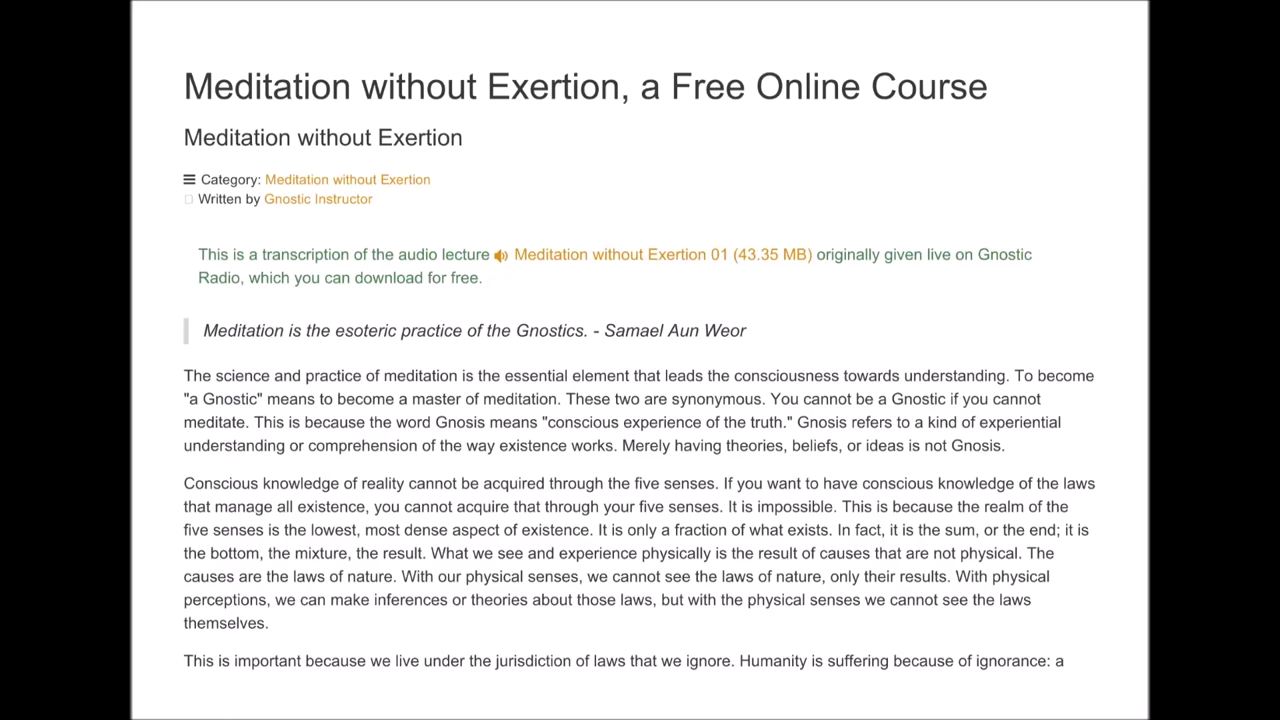 Meditation without Exertion, a Free Online Course
Meditation without Exertion
Category: Meditation without Exertion
Written by Gnostic Instructor
This is a transcription of the audio lecture Meditation without Exertion 01 (43.35 MB) originally given live on Gnostic
Radio, which you can download for free.
Meditation is the esoteric practice of the Gnostics. - Samael Aun Weor
The science and practice of meditation is the essential element that leads the consciousness towards understanding. To become
"a Gnostic" means to become a master of meditation. These two are synonymous. You cannot be a Gnostic if you cannot
meditate. This is because the word Gnosis means "conscious experience of the truth." Gnosis refers to a kind of experiential
understanding or comprehension of the way existence works. Merely having theories, beliefs, or ideas is not Gnosis.
Conscious knowledge of reality cannot be acquired through the five senses. If you want to have conscious knowledge of the laws
that manage all existence, you cannot acquire that through your five senses. It is impossible. This is because the realm of the
five senses is the lowest, most dense aspect of existence. It is only a fraction of what exists. In fact, it is the sum, or the end; it is
the bottom, the mixture, the result. What we see and experience physically is the result of causes that are not physical. The
causes are the laws of nature. With our physical senses, we cannot see the laws of nature, only their results. With physical
perceptions, we can make inferences or theories about those laws, but with the physical senses we cannot see the laws
themselves.
This is important because we live under the jurisdiction of laws that we ignore. Humanity is suffering because of ignorance: a